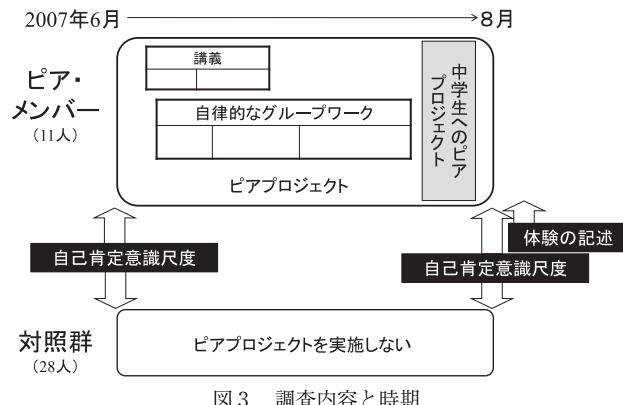 2007年6月
8月
ピア・
メンバー
（11人）
講義
自律的なグループワーク
ピアプロジェクト
中学生へのピア
プロジェクト
自己肯定意識尺度
体験の記述
自己肯定意識尺度
対照群
（28人）
ピアプロジェクトを実施しない
図3　調査内容と時期